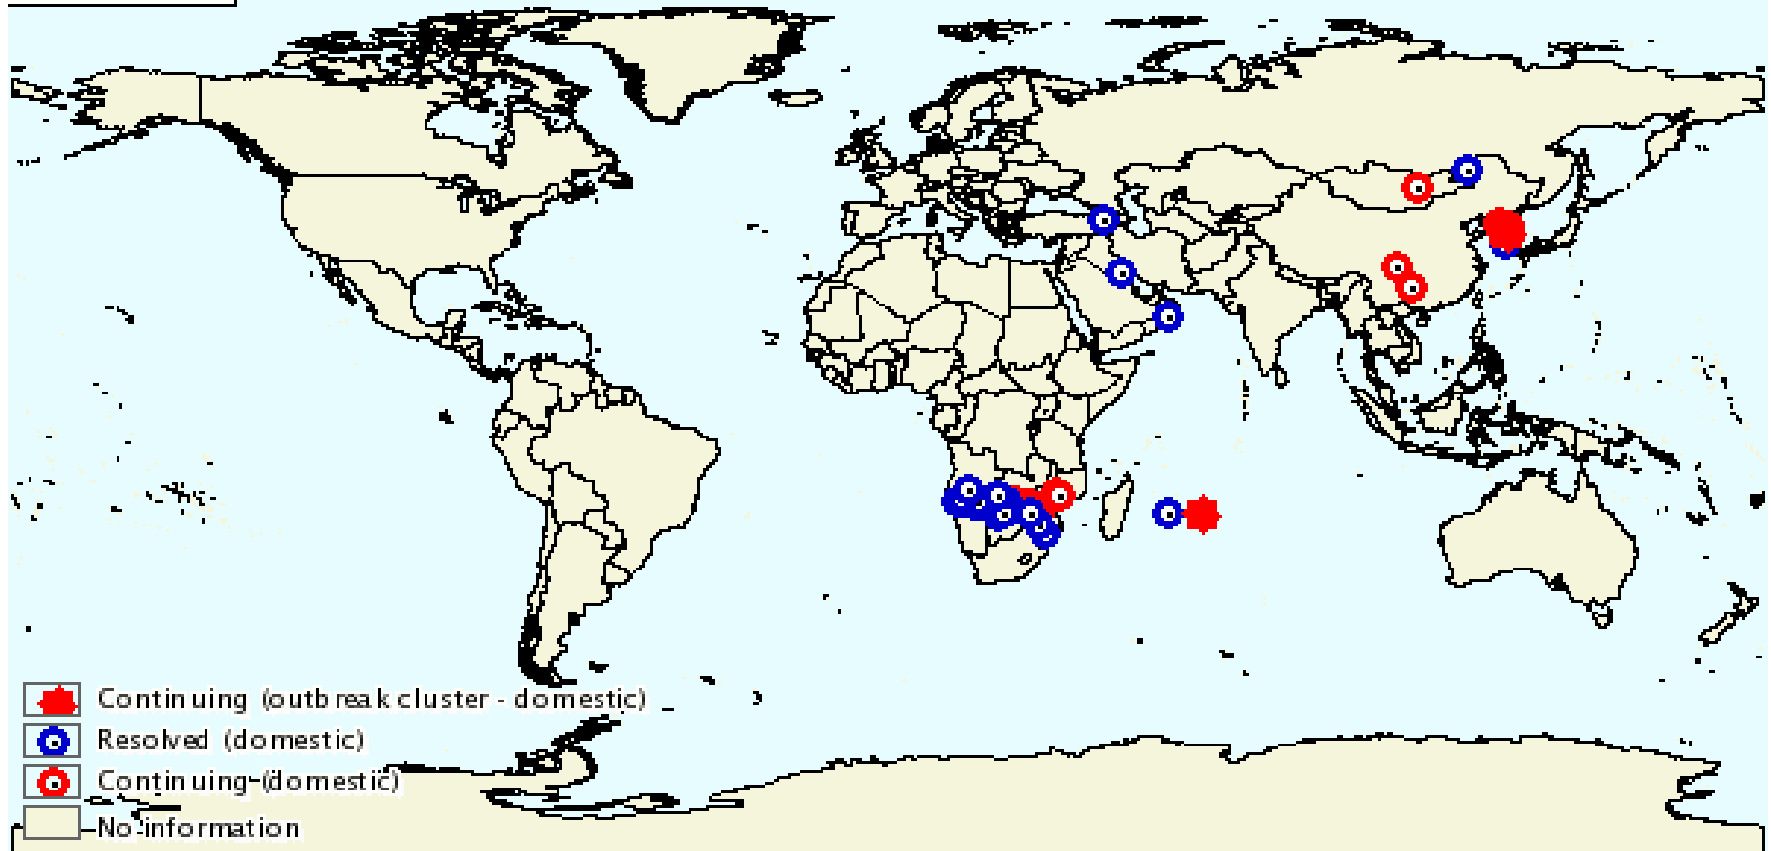 Continuing (outbreak cluster - domestic)
Resolved (domestic)
Continuing (domestic)
No information